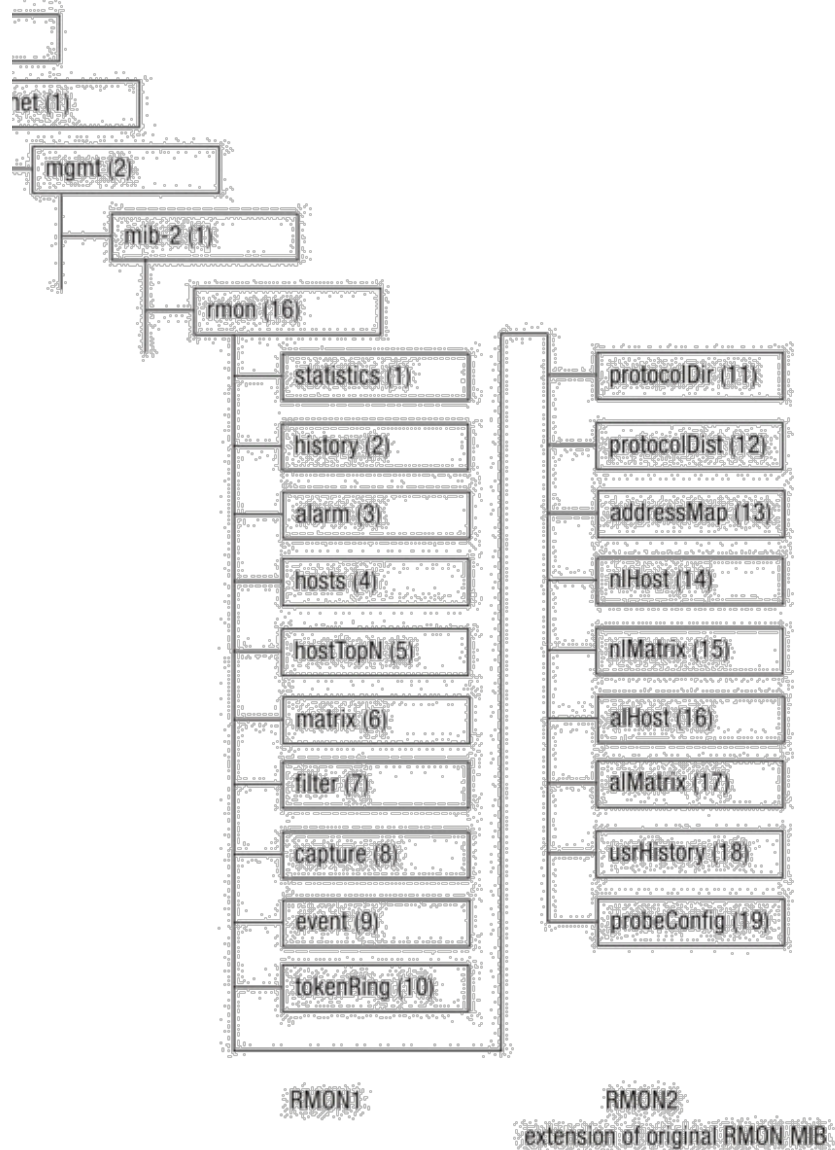 net (1)
mgmt (2)
mib-2 (1)
rmon (16)
statistics (1)
history (2)
alarm (3)
hosts (4)
hostTopN (5)
matrix (6)
filter (7)
capture (8)
event (9)
tokenRing (10)
protocolDir (11)
protocolDist (12)
addressMap (13)
nlHost (14)
nlMatrix (15)
alHost (16)
alMatrix (17)
usrHistory (18)
probeConfig (19)
RMON1
RMON2
extension of original RMON MIB